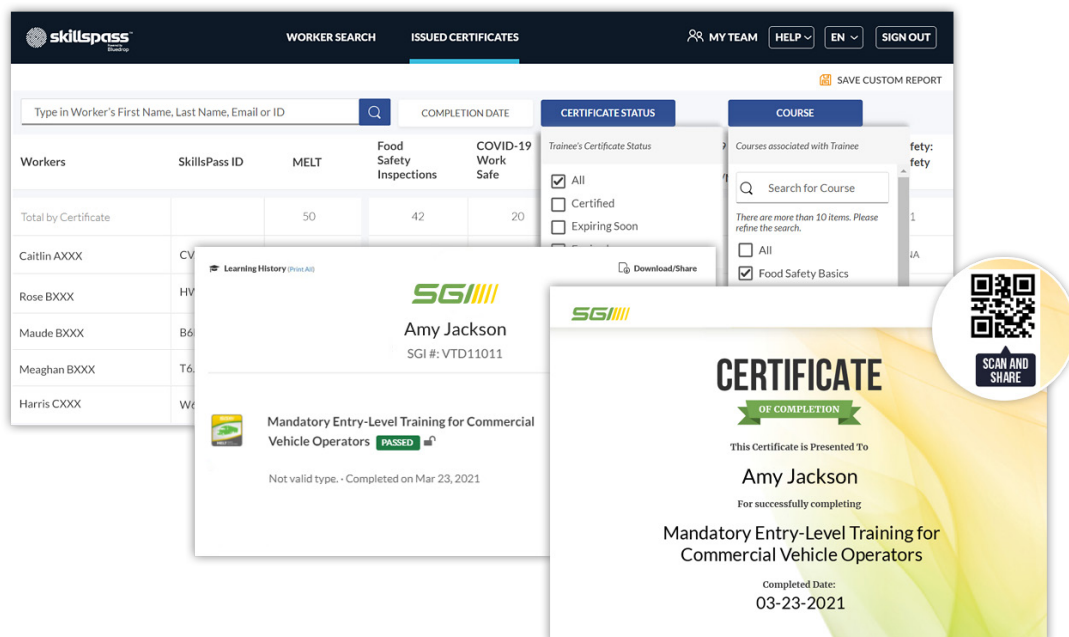 skillspass™
Powered by
Bluedrop
WORKER SEARCH
ISSUED CERTIFICATES
MY TEAM
HELP
EN
SIGN OUT
SAVE CUSTOM REPORT
Type in Worker's First Name, Last Name, Email or ID
COMPLETION DATE
CERTIFICATE STATUS
COURSE
Workers
SkillsPass ID
MELT
Food
Safety
Inspections
COVID-19
Work
Safe
Trainee's Certificate Status
All
Certified
Expiring Soon
Courses associated with Trainee
Search for Course
There are more than 10 items. Please
refine the search.
All
Food Safety Basics
Total by Certificate
50
42
20
Caitlin AXXX
Rose BXXX
Maude BXXX
Meaghan BXXX
Harris CXXX
Learning History (Print All)
Download/Share
SGI
Amy Jackson
SGI #: VTD11011
Mandatory Entry-Level Training for Commercial
Vehicle Operators PASSED
Not valid type. · Completed on Mar 23, 2021
SGI
CERTIFICATE
OF COMPLETION
This Certificate is Presented To
Amy Jackson
For successfully completing
Mandatory Entry-Level Training for
Commercial Vehicle Operators
Completed Date:
03-23-2021
SCAN AND
SHARE